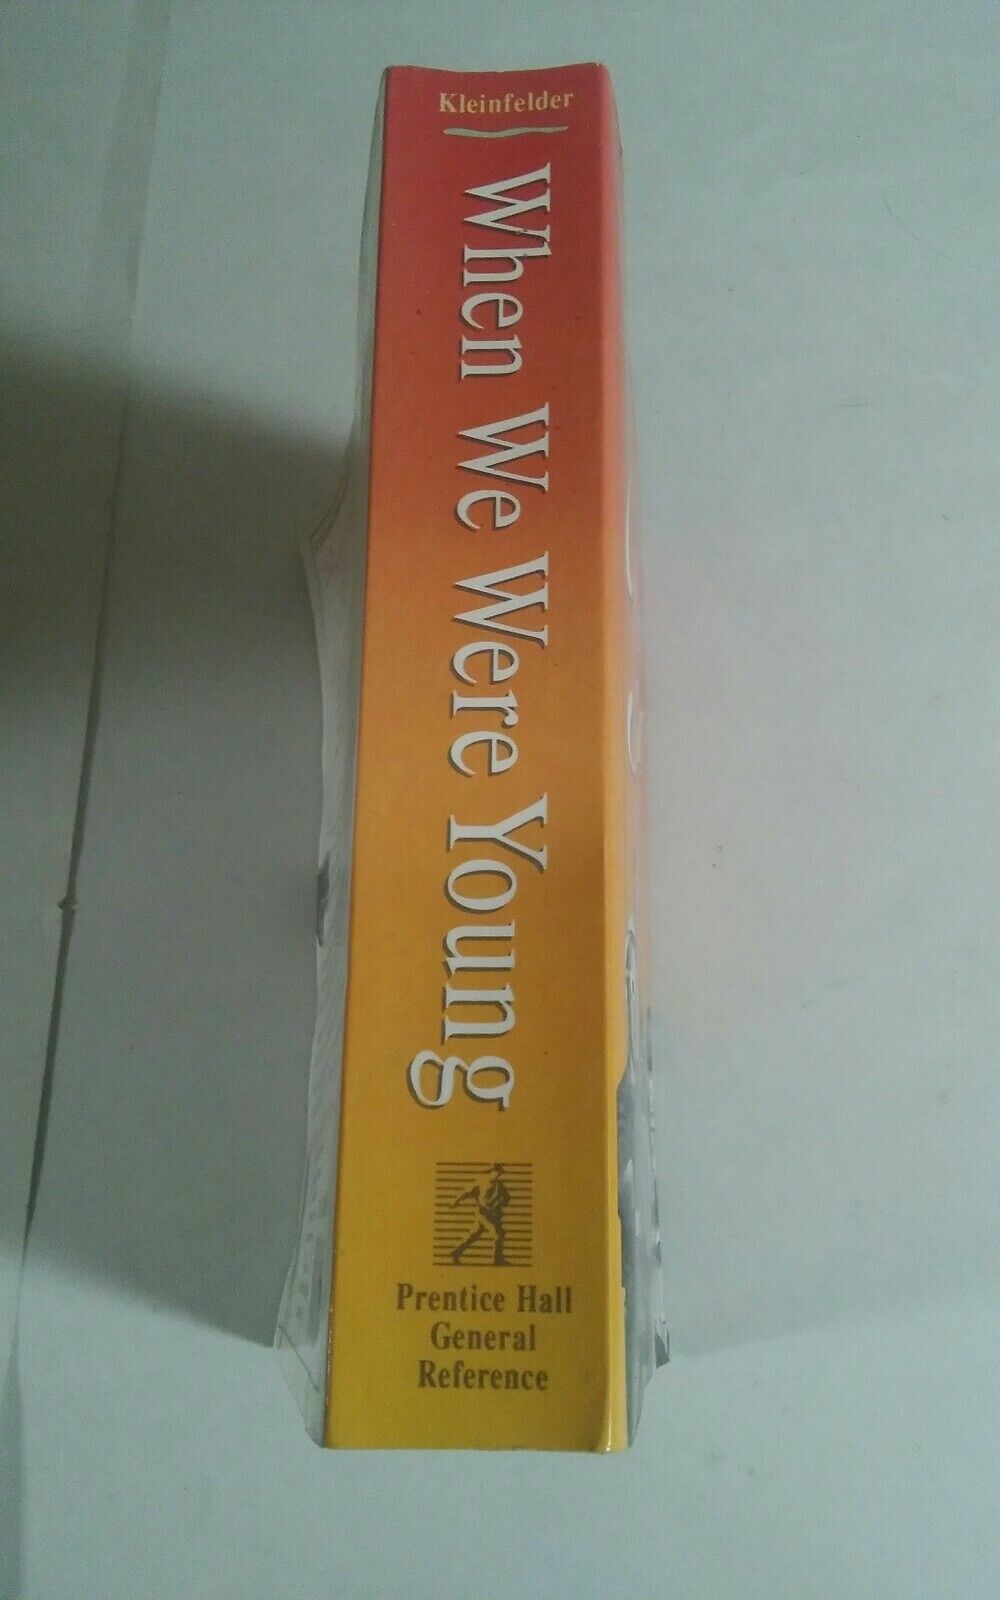 Kleinfelder
When We Were Young
Prentice Hall
General
Reference